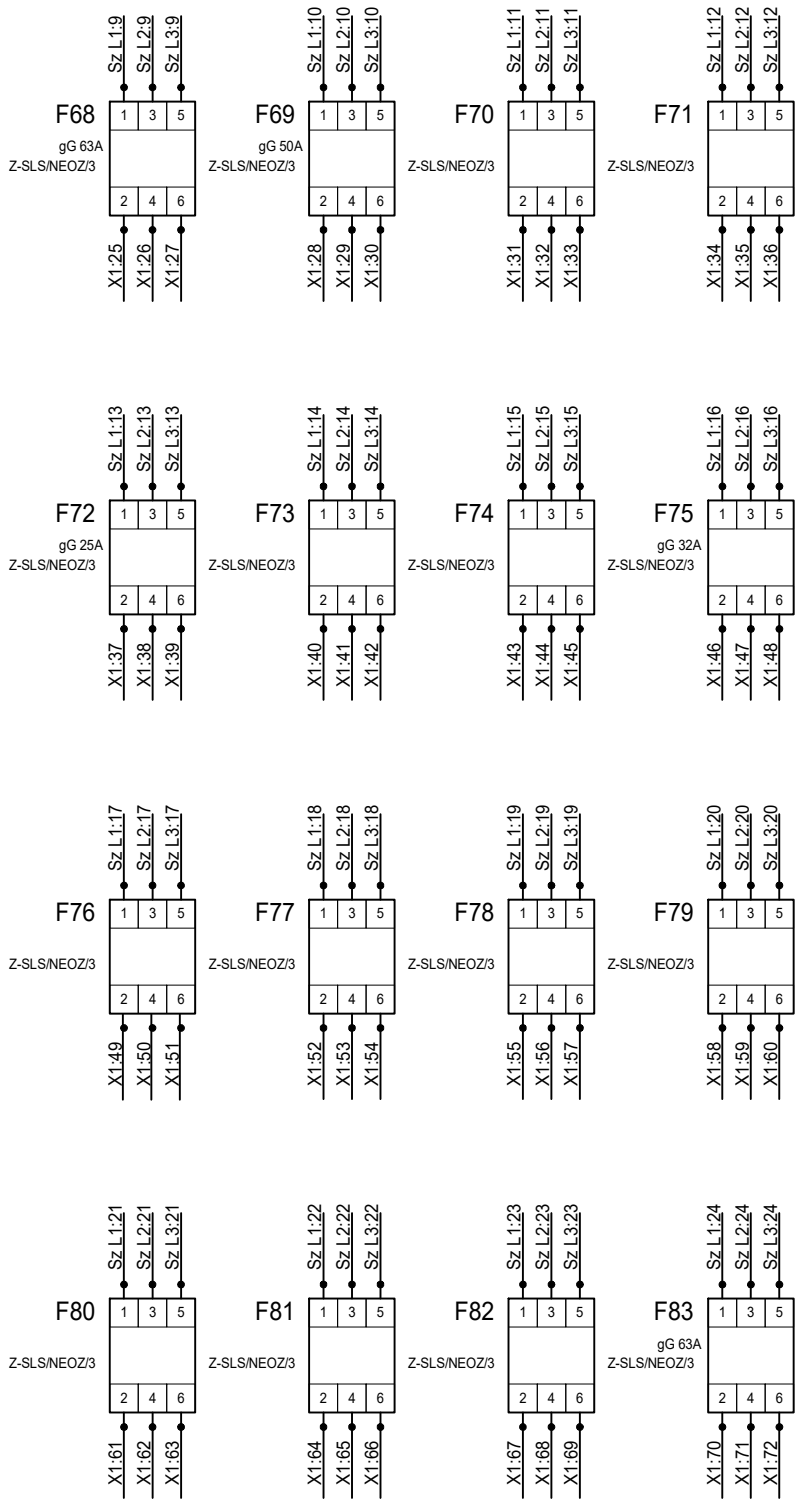 Sz L1:9 Sz L2:9 Sz L3:9
F68 1 3 5
gG 63A
Z-SLS/NEOZ/3
2 4 6
X1:25 X1:26 X1:27
Sz L1:10 Sz L2:10 Sz L3:10
F69 1 3 5
gG 50A
Z-SLS/NEOZ/3
2 4 6
X1:28 X1:29 X1:30
Sz L1:11 Sz L2:11 Sz L3:11
F70 1 3 5
Z-SLS/NEOZ/3
2 4 6
X1:31 X1:32 X1:33
Sz L1:12 Sz L2:12 Sz L3:12
F71 1 3 5
Z-SLS/NEOZ/3
2 4 6
X1:34 X1:35 X1:36
Sz L1:13 Sz L2:13 Sz L3:13
F72 1 3 5
gG 25A
Z-SLS/NEOZ/3
2 4 6
X1:37 X1:38 X1:39
Sz L1:14 Sz L2:14 Sz L3:14
F73 1 3 5
Z-SLS/NEOZ/3
2 4 6
X1:40 X1:41 X1:42
Sz L1:15 Sz L2:15 Sz L3:15
F74 1 3 5
Z-SLS/NEOZ/3
2 4 6
X1:43 X1:44 X1:45
Sz L1:16 Sz L2:16 Sz L3:16
F75 1 3 5
gG 32A
Z-SLS/NEOZ/3
2 4 6
X1:46 X1:47 X1:48
Sz L1:17 Sz L2:17 Sz L3:17
F76 1 3 5
Z-SLS/NEOZ/3
2 4 6
X1:49 X1:50 X1:51
Sz L1:18 Sz L2:18 Sz L3:18
F77 1 3 5
Z-SLS/NEOZ/3
2 4 6
X1:52 X1:53 X1:54
Sz L1:19 Sz L2:19 Sz L3:19
F78 1 3 5
Z-SLS/NEOZ/3
2 4 6
X1:55 X1:56 X1:57
Sz L1:20 Sz L2:20 Sz L3:20
F79 1 3 5
Z-SLS/NEOZ/3
2 4 6
X1:58 X1:59 X1:60
Sz L1:21 Sz L2:21 Sz L3:21
F80 1 3 5
Z-SLS/NEOZ/3
2 4 6
X1:61 X1:62 X1:63
Sz L1:22 Sz L2:22 Sz L3:22
F81 1 3 5
Z-SLS/NEOZ/3
2 4 6
X1:64 X1:65 X1:66
Sz L1:23 Sz L2:23 Sz L3:23
F82 1 3 5
Z-SLS/NEOZ/3
2 4 6
X1:67 X1:68 X1:69
Sz L1:24 Sz L2:24 Sz L3:24
F83 1 3 5
gG 63A
Z-SLS/NEOZ/3
2 4 6
X1:70 X1:71 X1:72